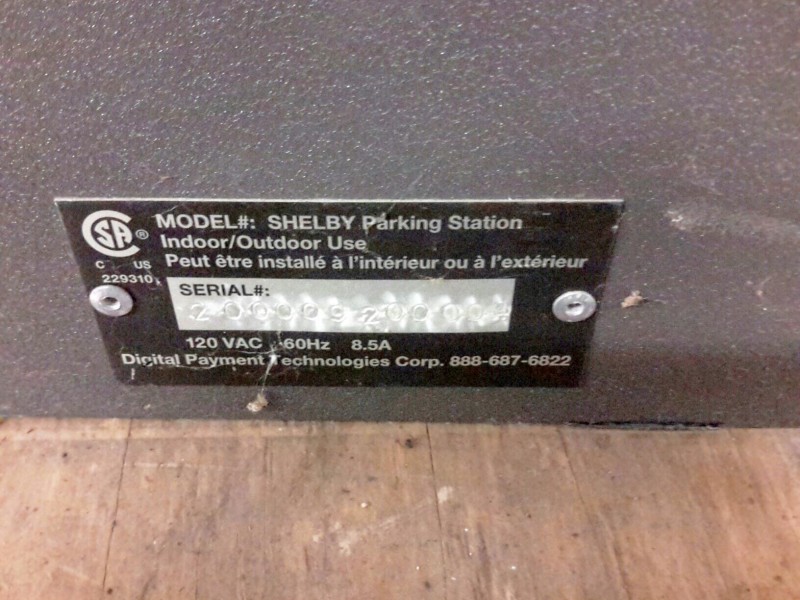 SA®
C US
229310
MODEL#: SHELBY Parking Station
Indoor/Outdoor Use
Peut être installé à l'intérieur ou à l'extérieur
SERIAL#:
120 VAC 60Hz 8.5A
Digital Payment Technologies Corp. 888-687-6822